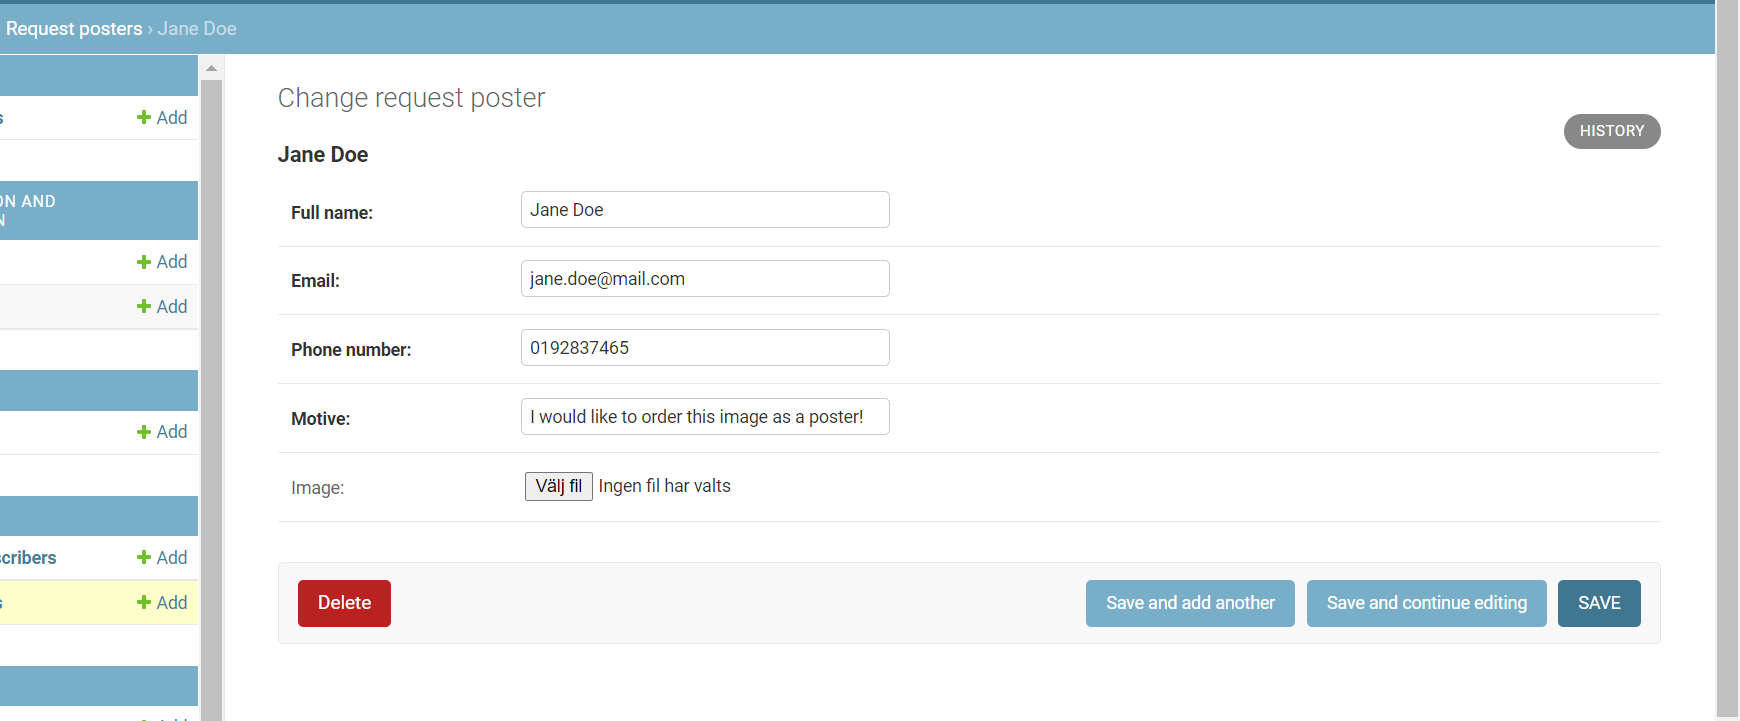 Request posters › Jane Doe
Add
ON AND
Add
Add
Add
scribers
Add
Add
Change request poster
HISTORY
Jane Doe
Full name:
Jane Doe
Email:
jane.doe@mail.com
Phone number:
0192837465
Motive:
I would like to order this image as a poster!
Image:
Välj fil Ingen fil har valts
Delete
Save and add another
Save and continue editing
SAVE